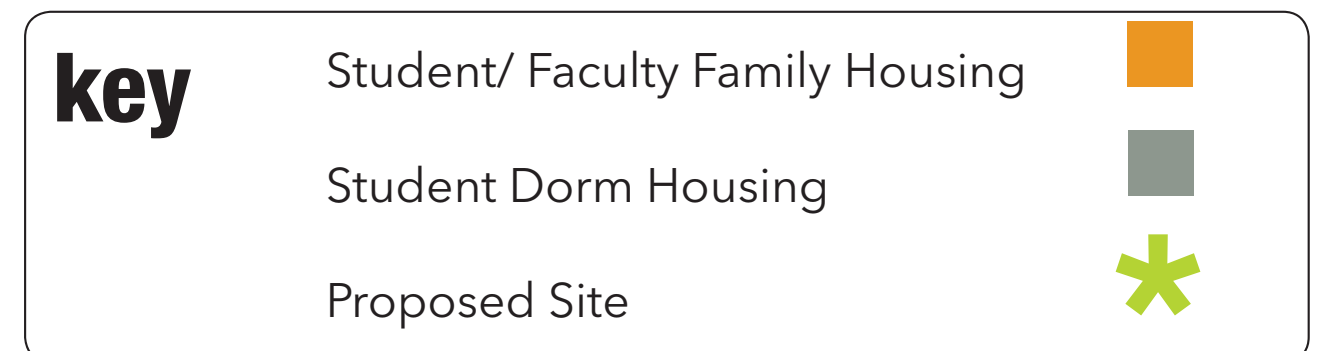 key
Student/ Faculty Family Housing
Student Dorm Housing
Proposed Site